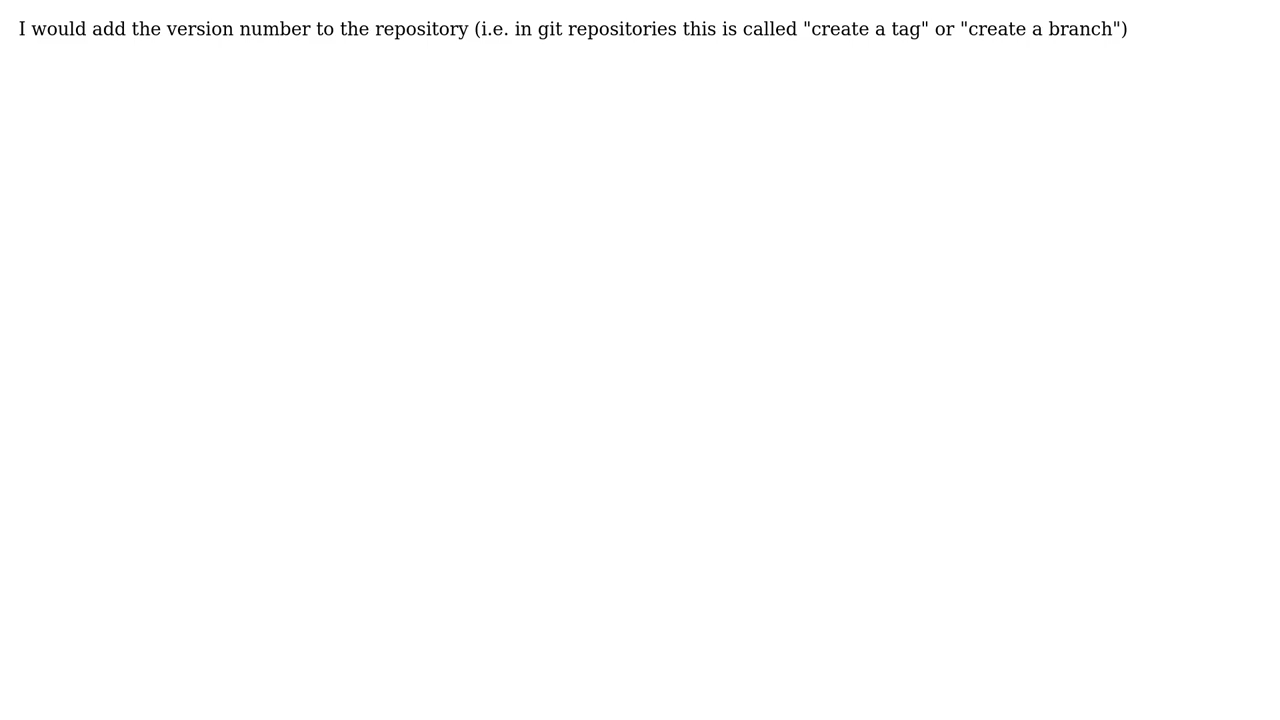 I would add the version number to the repository (i.e. in git repositories this is called "create a tag" or "create a branch")